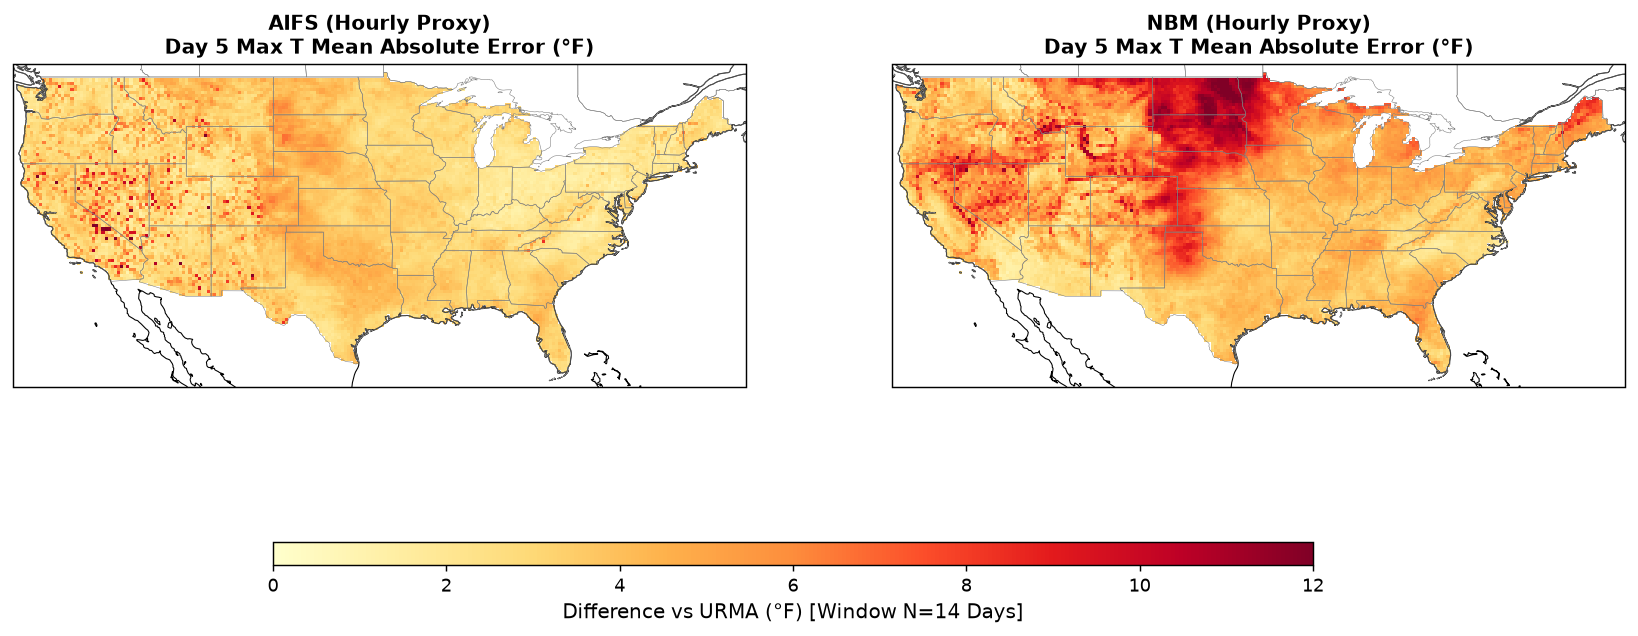 AIFS (Hourly Proxy)
Day 5 Max T Mean Absolute Error (°F)
NBM (Hourly Proxy)
Day 5 Max T Mean Absolute Error (°F)
0 2 4 6 8 10 12
Difference vs URMA (°F) [Window N=14 Days]